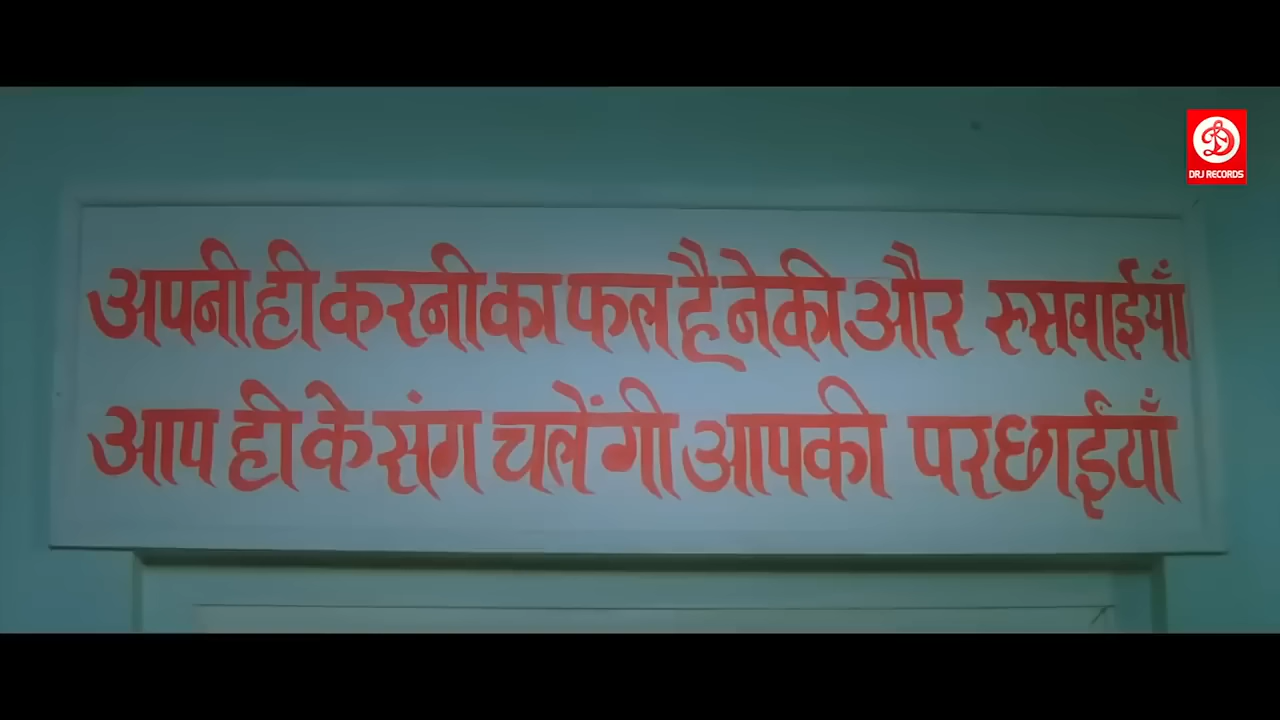 अपनी ही करनी का फल है नेकी और रुसवाईयाँ
आप ही के संग चलेंगी आपकी परछाईयाँ
DRJ RECORDS